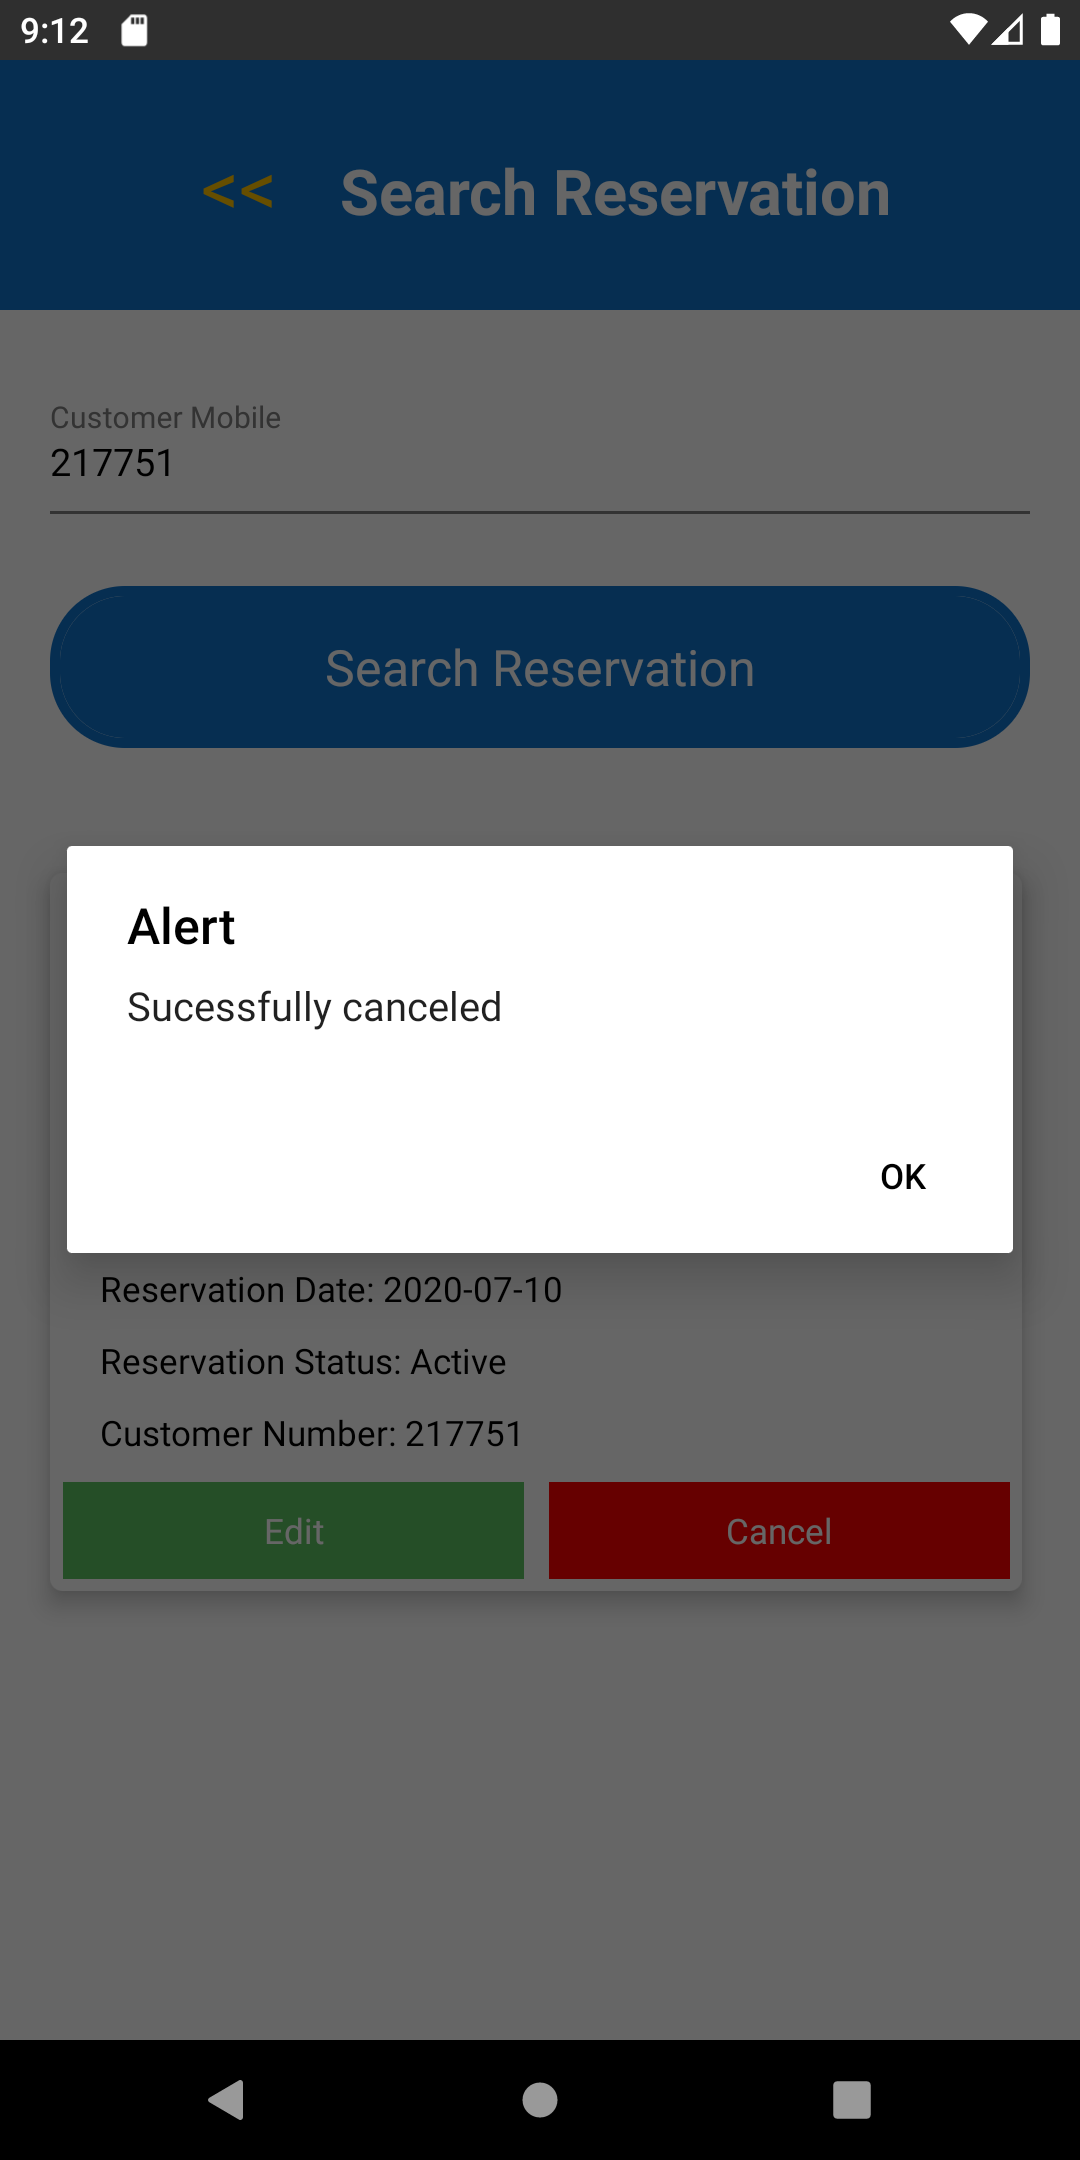 9:12
<< Search Reservation
Customer Mobile
217751
Search Reservation
Alert
Sucessfully canceled
OK
Reservation Date: 2020-07-10
Reservation Status: Active
Customer Number: 217751
Edit Cancel